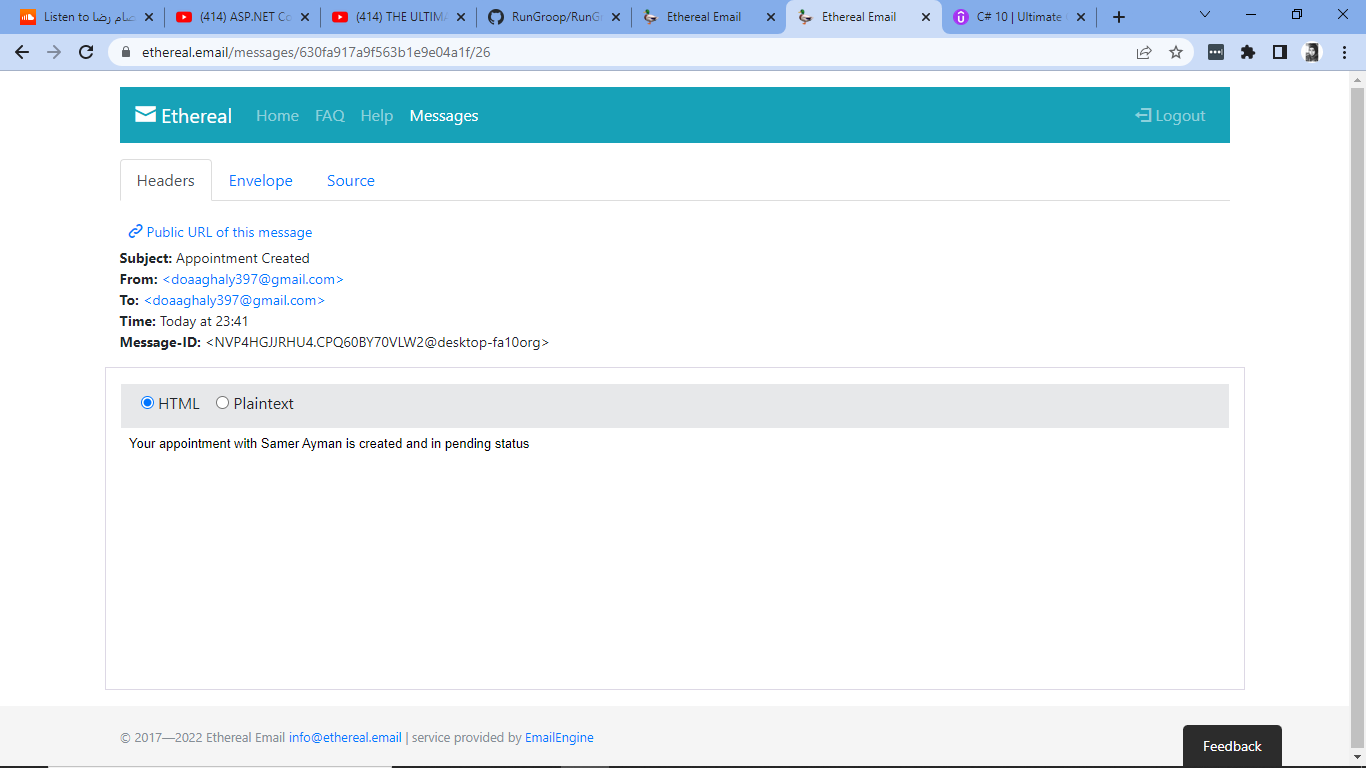 Listen to صام رضا
(414) ASP.NET Co
(414) THE ULTIMA
RunGroop/RunG
Ethereal Email
Ethereal Email
C# 10 | Ultimate
ethereal.email/messages/630fa917a9f563b1e9e04a1f/26
Ethereal Home FAQ Help Messages Logout
Headers Envelope Source
Public URL of this message
Subject: Appointment Created
From: <doaaghaly397@gmail.com>
To: <doaaghaly397@gmail.com>
Time: Today at 23:41
Message-ID: <NVP4HGJJRHU4.CPQ60BY70VLW2@desktop-fa10org>
HTML Plaintext
Your appointment with Samer Ayman is created and in pending status
© 2017—2022 Ethereal Email info@ethereal.email | service provided by EmailEngine
Feedback